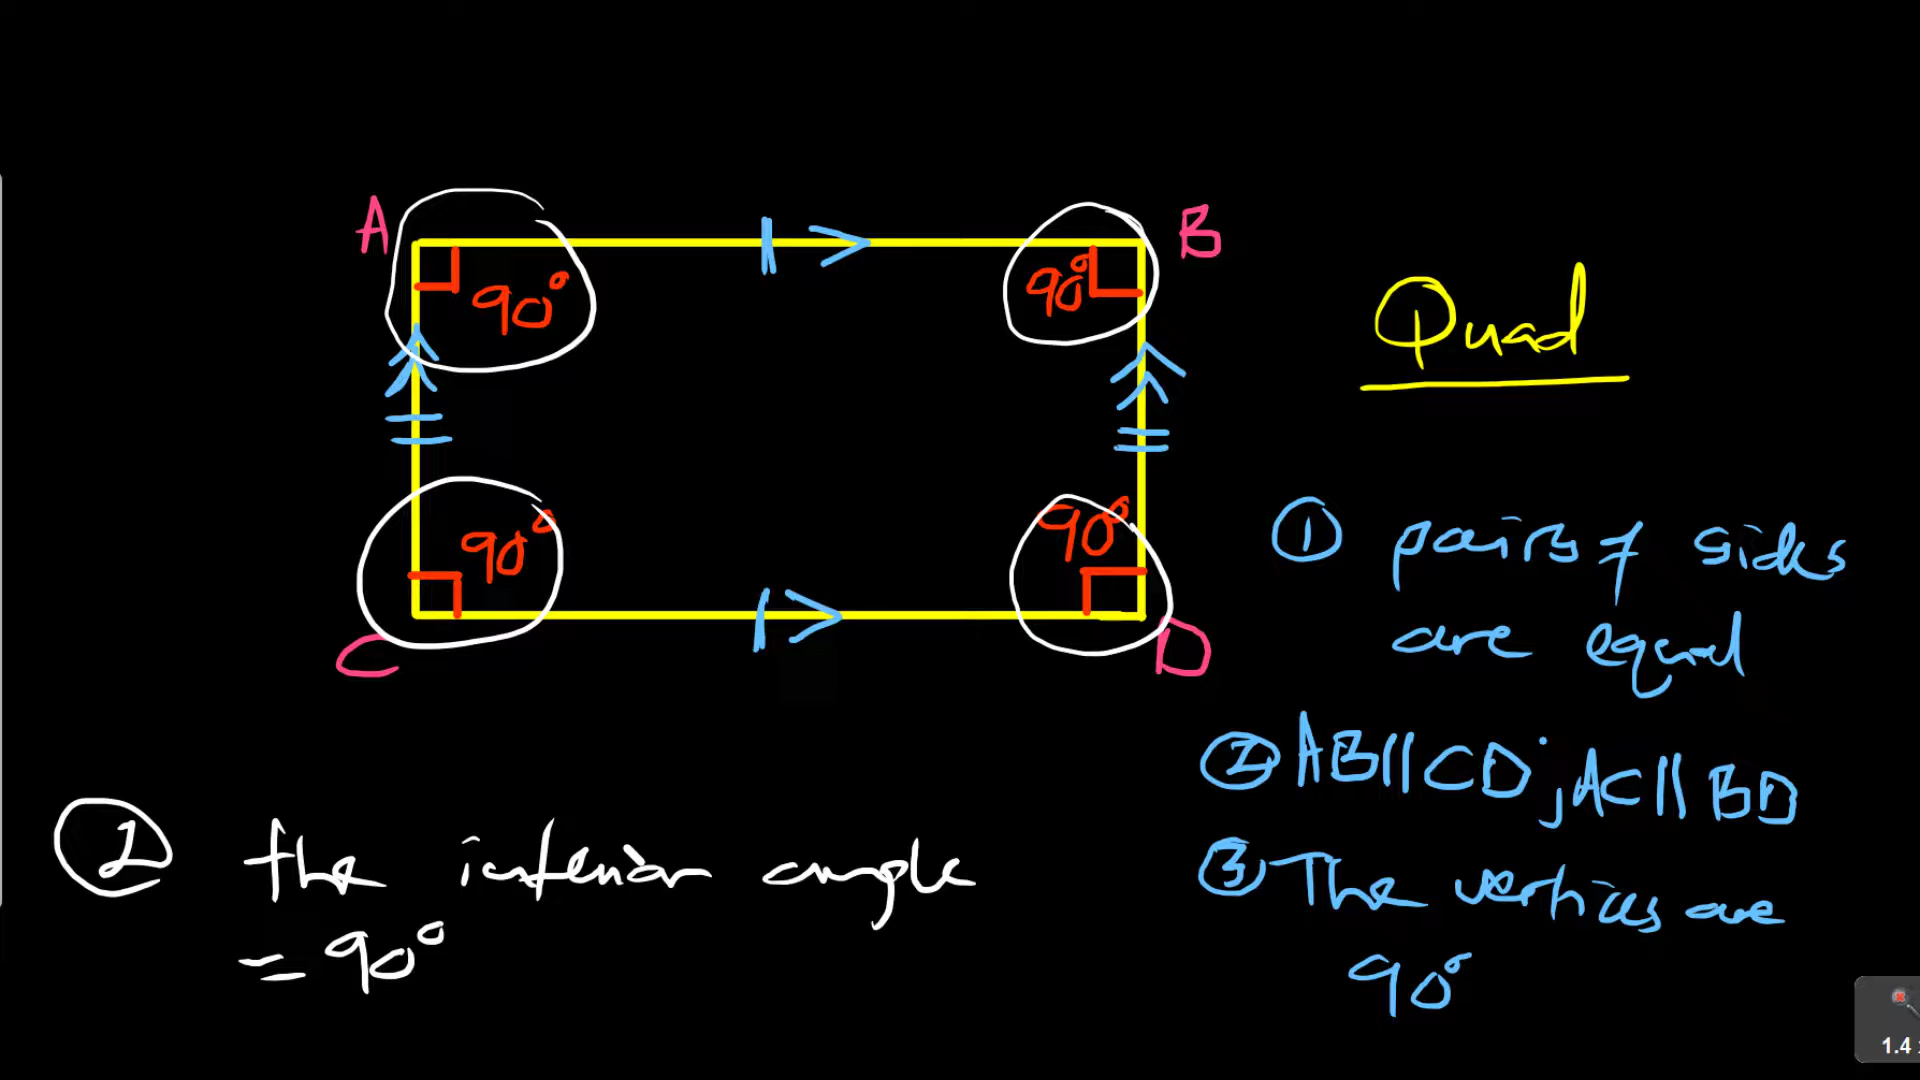 A
B
90°
90°
Quad
90°
90°
C
D
① pairs of sides
are equal
② AB||CD; AC||BD
③ The vertices are
90°
② the interior angle
= 90°
1.4